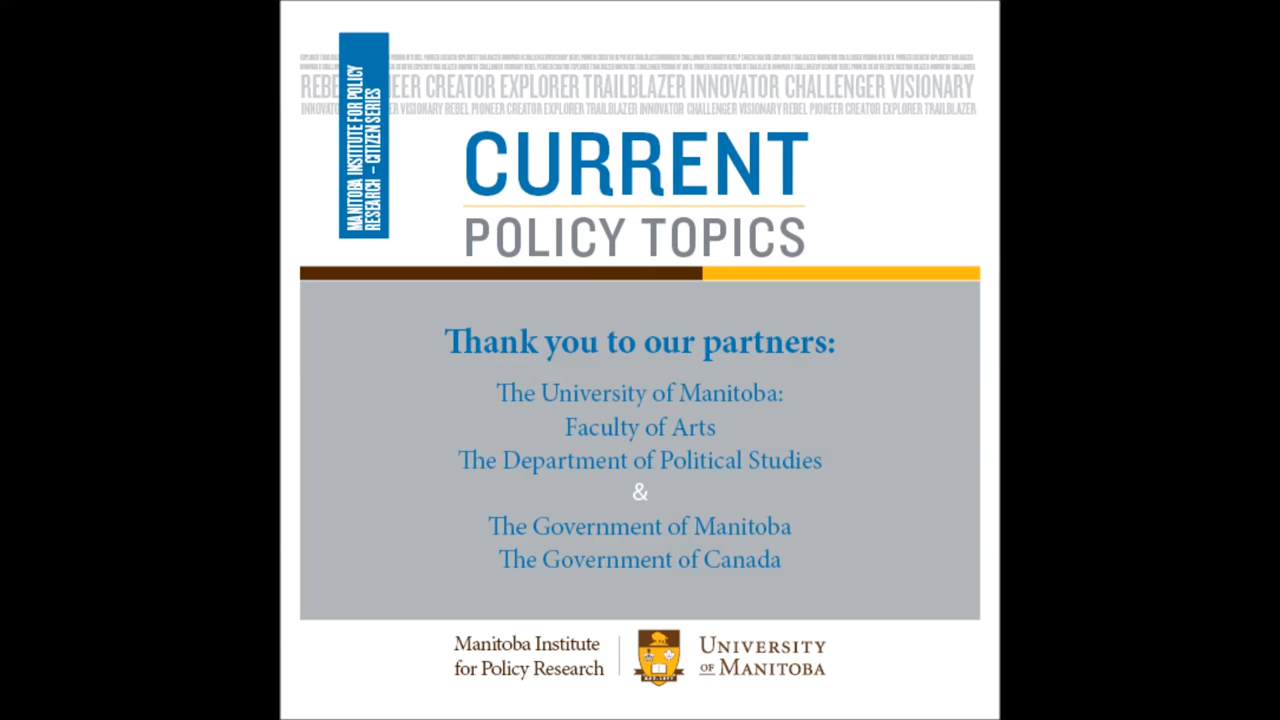 REBEL PIONEER CREATOR EXPLORER TRAILBLAZER INNOVATOR CHALLENGER VISIONARY
VISIONARY REBEL PIONEER CREATOR EXPLORER TRAILBLAZER INNOVATOR CHALLENGER VISIONARY REBEL PIONEER CREATOR EXPLORER TRAILBLAZER
MANITOBA INSTITUTE FOR POLICY
RESEARCH – CITIZEN SERIES
CURRENT
POLICY TOPICS
Thank you to our partners:
The University of Manitoba:
Faculty of Arts
The Department of Political Studies
&
The Government of Manitoba
The Government of Canada
Manitoba Institute
for Policy Research
UNIVERSITY
OF MANITOBA